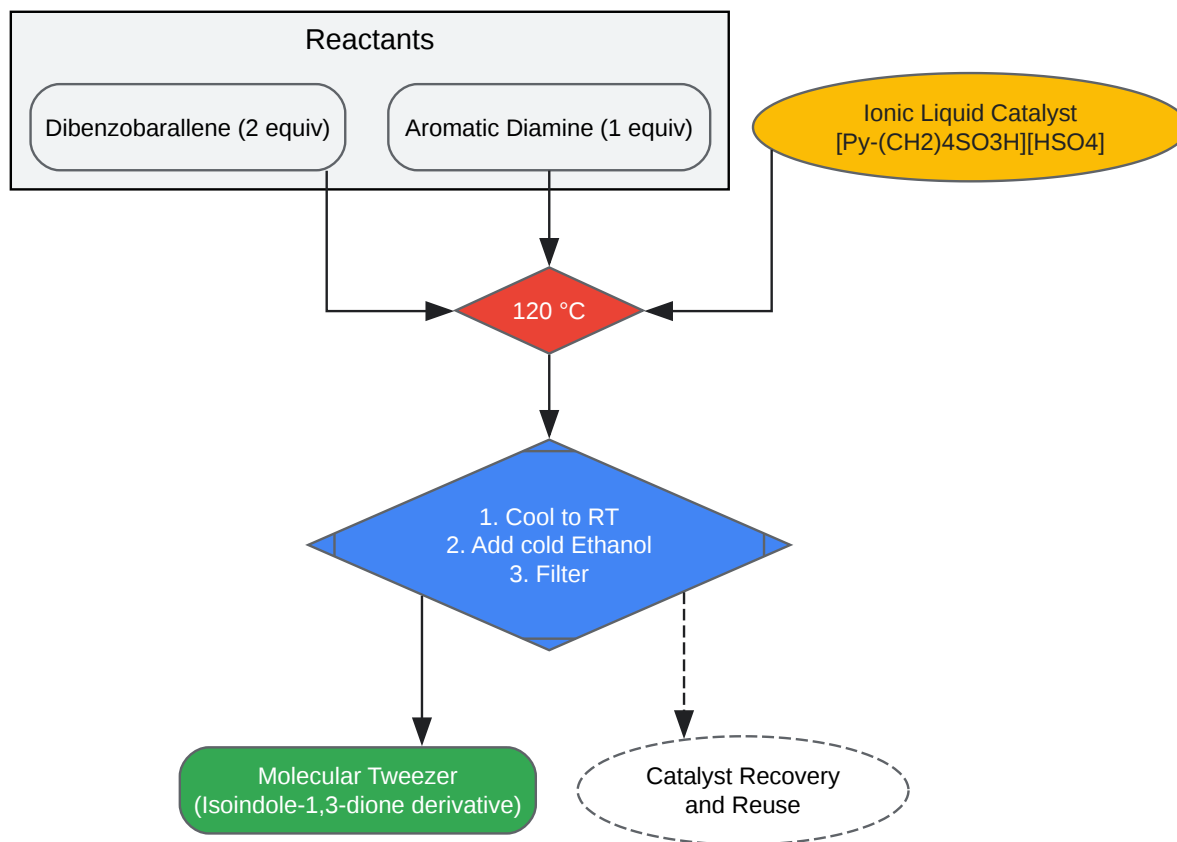 Reactants
Dibenzobarallene (2 equiv)
Aromatic Diamine (1 equiv)
Ionic Liquid Catalyst
[Py-(CH2)4SO3H][HSO4]
120 °C
1. Cool to RT
2. Add cold Ethanol
3. Filter
Molecular Tweezer
(Isoindole-1,3-dione derivative)
Catalyst Recovery
and Reuse